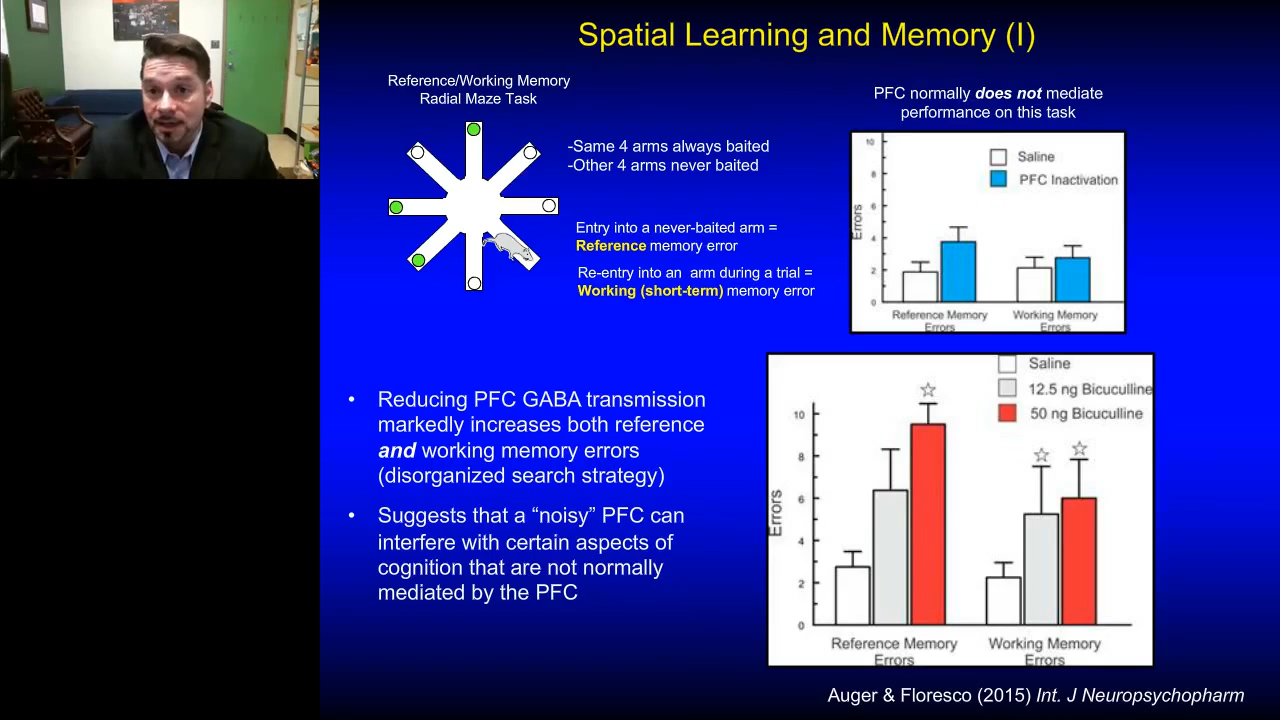 Spatial Learning and Memory (I)
Reference/Working Memory
Radial Maze Task
-Same 4 arms always baited
-Other 4 arms never baited
Entry into a never-baited arm =
Reference memory error
Re-entry into an arm during a trial =
Working (short-term) memory error
PFC normally does not mediate
performance on this task
10
8
6
4
2
0
Errors
Saline
PFC Inactivation
Reference Memory
Errors
Working Memory
Errors
• Reducing PFC GABA transmission
markedly increases both reference
and working memory errors
(disorganized search strategy)
• Suggests that a “noisy” PFC can
interfere with certain aspects of
cognition that are not normally
mediated by the PFC
Saline
12.5 ng Bicuculline
50 ng Bicuculline
10
8
6
4
2
0
Errors
Reference Memory
Errors
Working Memory
Errors
Auger & Floresco (2015) Int. J Neuropsychopharm